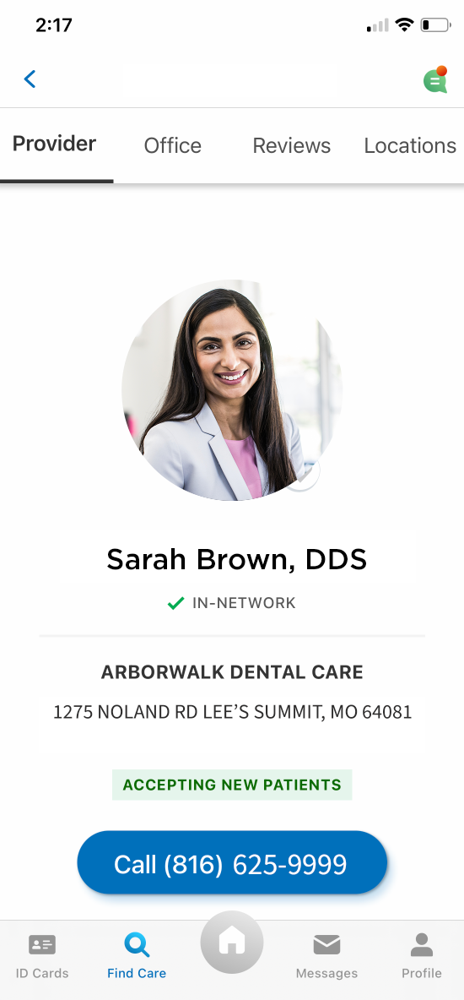 2:17
Provider Office Reviews Locations
Sarah Brown, DDS
IN-NETWORK
ARBORWALK DENTAL CARE
1275 NOLAND RD LEE’S SUMMIT, MO 64081
ACCEPTING NEW PATIENTS
Call (816) 625-9999
ID Cards Find Care Messages Profile